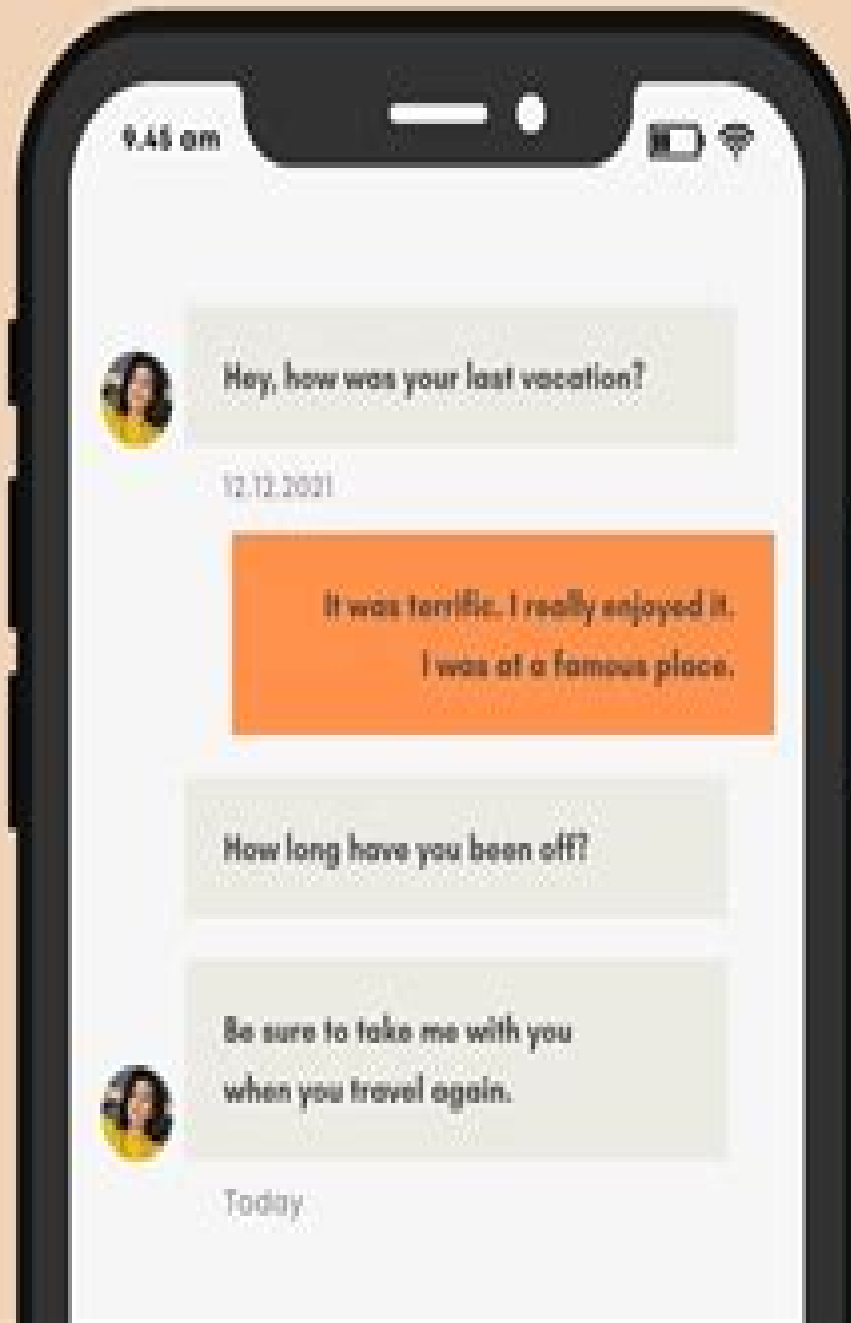 9.45 am
Hey, how was your last vacation?
12.12.2021
It was terrific. I really enjoyed it.
I was at a famous place.
How long have you been off?
Be sure to take me with you
when you travel again.
Today